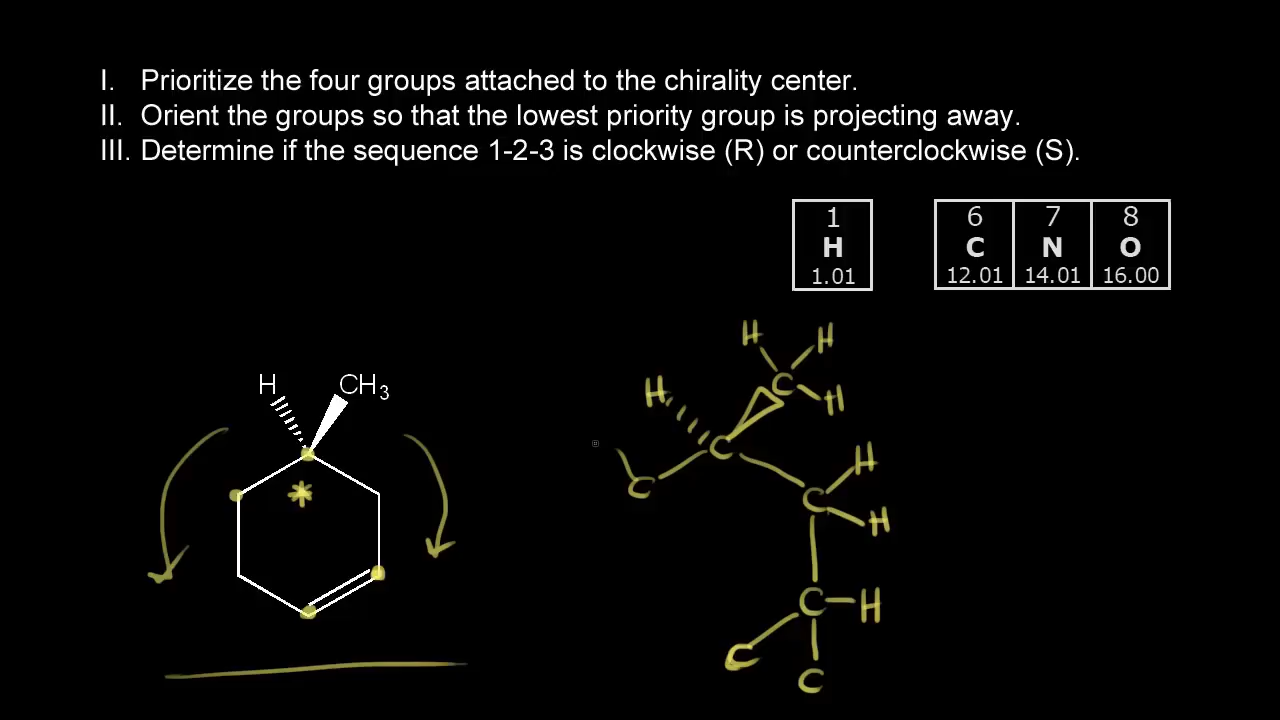 I. Prioritize the four groups attached to the chirality center.
II. Orient the groups so that the lowest priority group is projecting away.
III. Determine if the sequence 1-2-3 is clockwise (R) or counterclockwise (S).
1 6 7 8
H C N O
1.01 12.01 14.01 16.00
H H
H CH3 H C H
C H
C C H
*
C H
C C